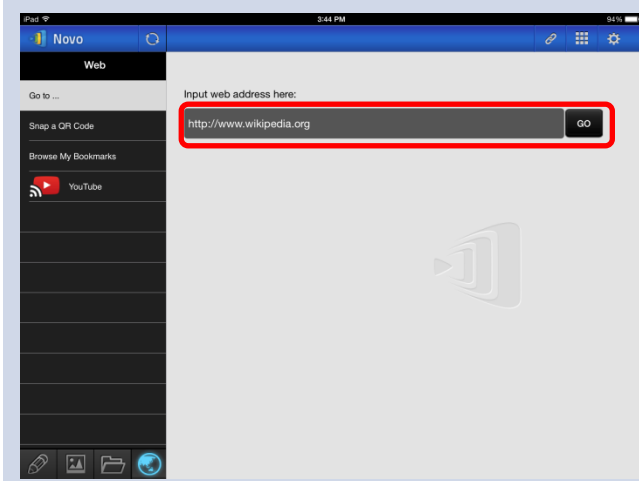 iPad 3:44 PM 94%
Novo
Web
Go to ...
Input web address here:
http://www.wikipedia.org GO
Snap a QR Code
Browse My Bookmarks
YouTube